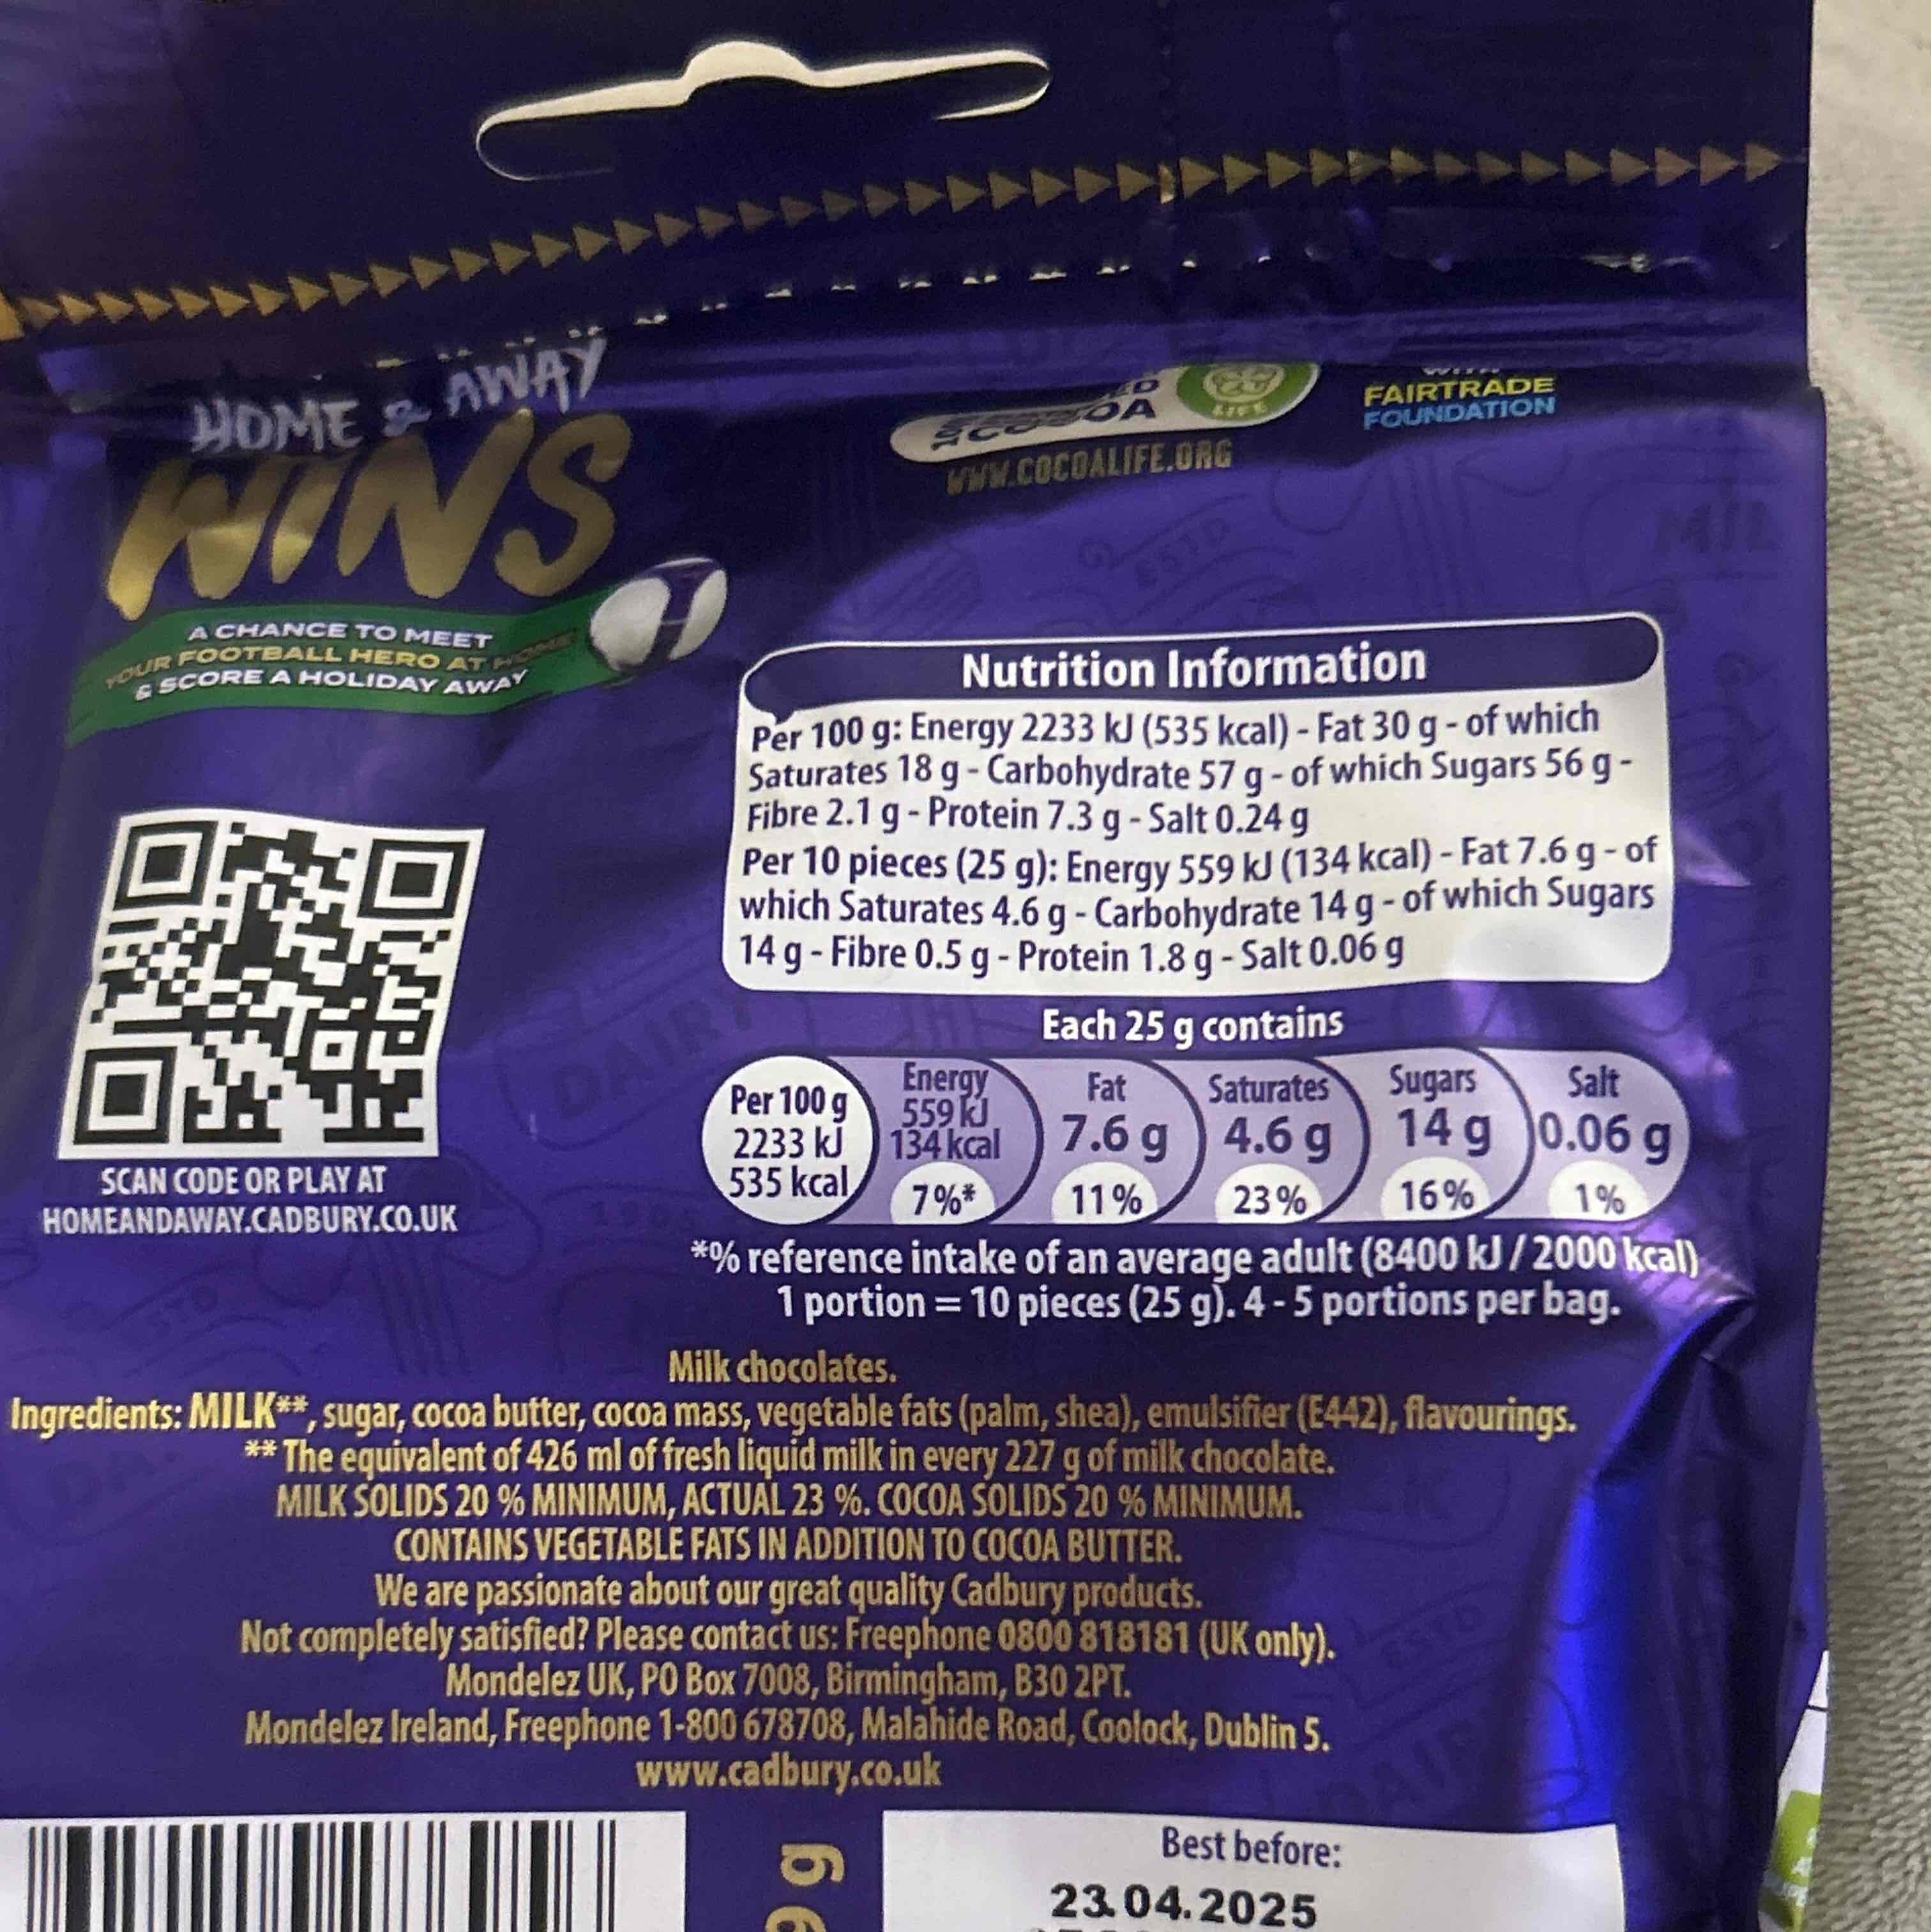 HOME & AWAY
WINS
A CHANCE TO MEET
YOUR FOOTBALL HERO AT HOME
& SCORE A HOLIDAY AWAY
COCOA
LIFE
WWW.COCOALIFE.ORG
FAIRTRADE
FOUNDATION
Nutrition Information
Per 100 g: Energy 2233 kJ (535 kcal) - Fat 30 g - of which
Saturates 18 g - Carbohydrate 57 g - of which Sugars 56 g -
Fibre 2.1 g - Protein 7.3 g - Salt 0.24 g
Per 10 pieces (25 g): Energy 559 kJ (134 kcal) - Fat 7.6 g - of
which Saturates 4.6 g - Carbohydrate 14 g - of which Sugars
14 g - Fibre 0.5 g - Protein 1.8 g - Salt 0.06 g
Each 25 g contains
Per 100 g
2233 kJ
535 kcal
Energy
559 kJ
134 kcal
7%*
Fat
7.6 g
11%
Saturates
4.6 g
23%
Sugars
14 g
16%
Salt
0.06 g
1%
*% reference intake of an average adult (8400 kJ / 2000 kcal)
1 portion = 10 pieces (25 g). 4 - 5 portions per bag.
SCAN CODE OR PLAY AT
HOMEANDAWAY.CADBURY.CO.UK
Milk chocolates.
Ingredients: MILK**, sugar, cocoa butter, cocoa mass, vegetable fats (palm, shea), emulsifier (E442), flavourings.
** The equivalent of 426 ml of fresh liquid milk in every 227 g of milk chocolate.
MILK SOLIDS 20 % MINIMUM, ACTUAL 23 %. COCOA SOLIDS 20 % MINIMUM.
CONTAINS VEGETABLE FATS IN ADDITION TO COCOA BUTTER.
We are passionate about our great quality Cadbury products.
Not completely satisfied? Please contact us: Freephone 0800 818181 (UK only).
Mondelez UK, PO Box 7008, Birmingham, B30 2PT.
Mondelez Ireland, Freephone 1-800 678708, Malahide Road, Coolock, Dublin 5.
www.cadbury.co.uk
g
Best before:
23.04.2025